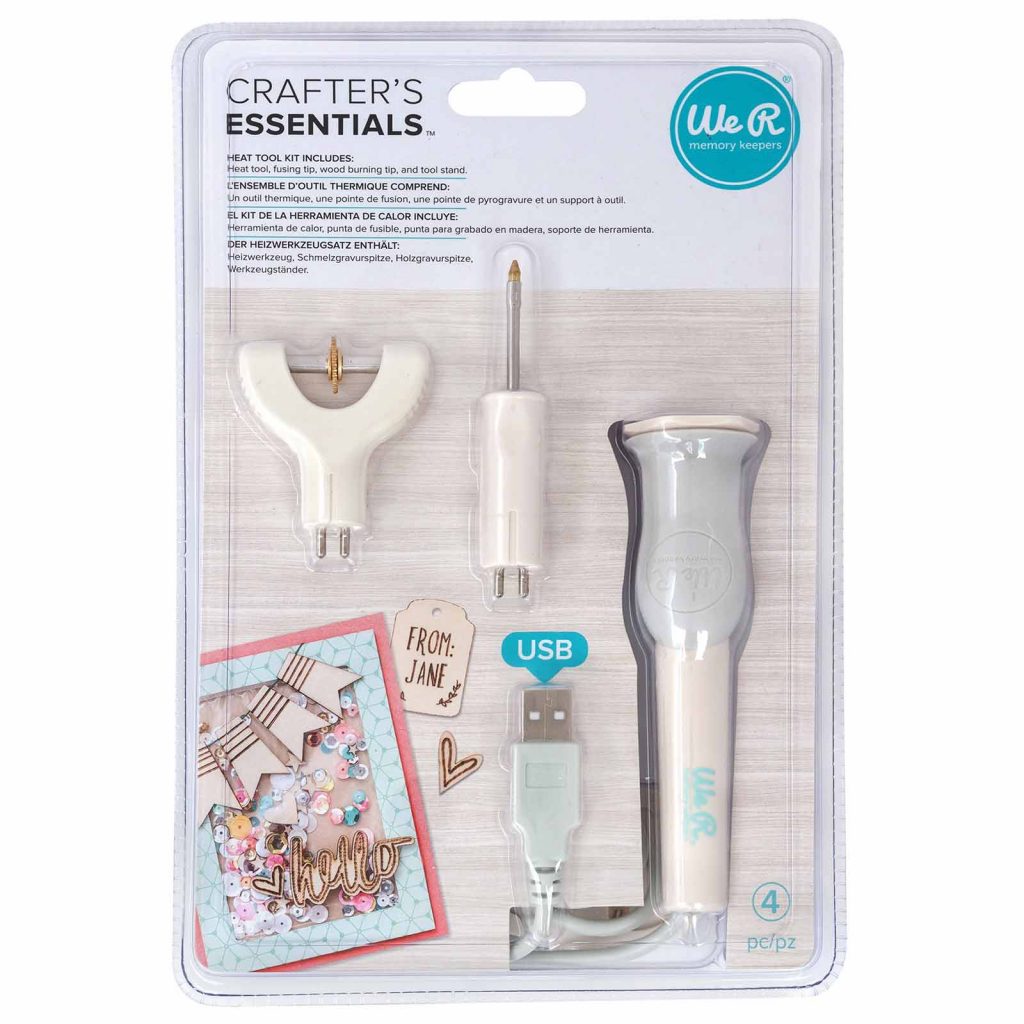 CRAFTER'S
ESSENTIALS™
We R®
memory keepers
HEAT TOOL KIT INCLUDES:
Heat tool, fusing tip, wood burning tip, and tool stand.
L'ENSEMBLE D'OUTIL THERMIQUE COMPREND:
Un outil thermique, une pointe de fusion, une pointe de pyrogravure et un support à outil.
EL KIT DE LA HERRAMIENTA DE CALOR INCLUYE:
Herramienta de calor, punta de fusible, punta para grabado en madera, soporte de herramienta.
DER HEIZWERKZEUGSATZ ENTHÄLT:
Heizwerkzeug, Schmelzgravurspitze, Holzgravurspitze,
Werkzeugständer.
We R
memory keepers
FROM:
JANE
USB
We R
hello
4
pc/pz